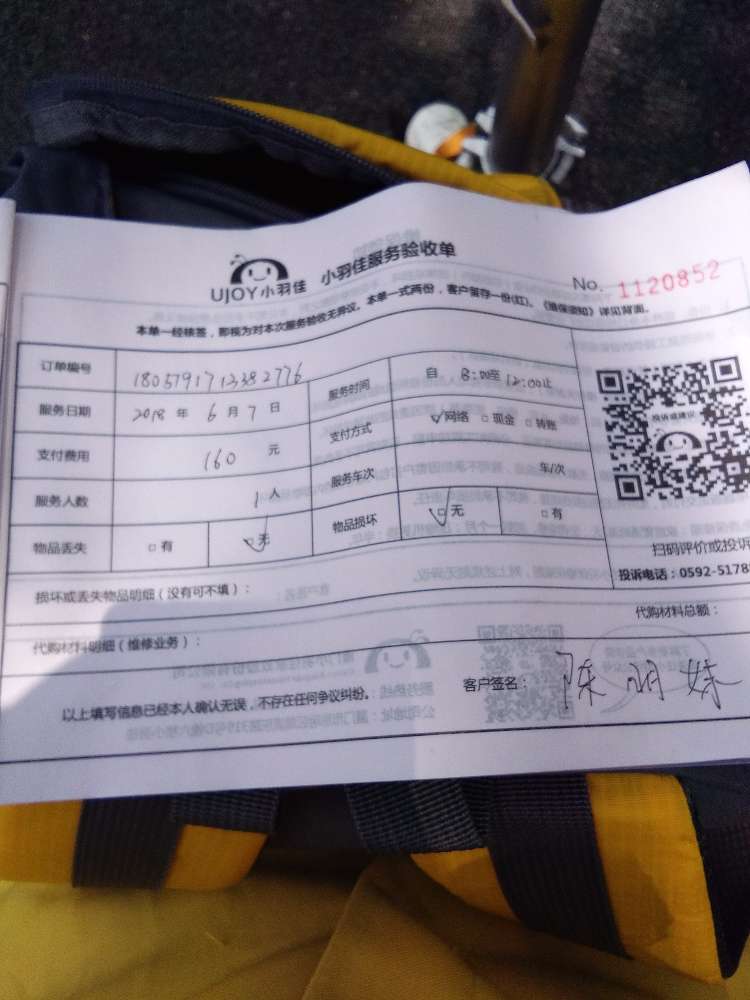 UJOY小羽佳 小羽佳服务验收单
No. 1120852
本单一经核签，即核为对本次服务验收无异议。本单一式两份，客户留存一份(红)。《维保须知》详见背面。
订单编号 1805791713382776 服务时间 自 8:00至 12:00止
服务日期 2018 年 6 月 7 日 支付方式 网络 现金 转账
支付费用 160 元 服务车次 车/次
服务人数 1 人 物品损坏 无 有
物品丢失 有 无
投诉或建议
扫码评价或投诉
投诉电话：0592-5178
损坏或丢失物品明细（没有可不填）：
代购材料明细（维修业务）： 代购材料总额：
以上填写信息已经本人确认无误，不存在任何争议纠纷。 客户签名： 陈明妹